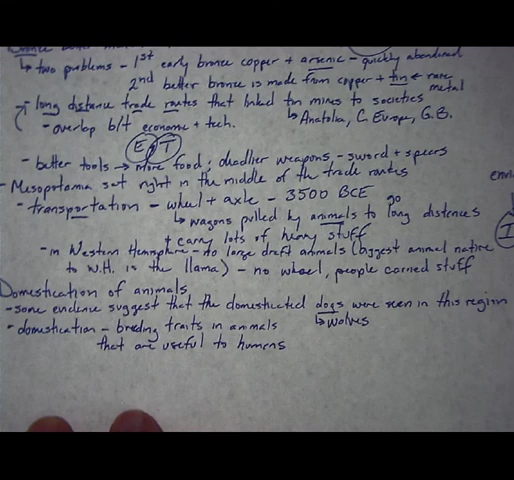 Bronze better
↳ two problems - 1st early bronze copper + arsenic - quickly abandoned
2nd better bronze is made from copper + tin ← rare metal
- long distance trade routes that linked tin mines to societies
↳ Anatolia, C. Europe, G.B.
- overlap b/t economic + tech.
E T
- better tools → more food; deadlier weapons - sword + spears
- Mesopotamia sat right in the middle of the trade routes
- transportation - wheel + axle - 3500 BCE
↳ wagons pulled by animals to go long distances
+ carry lots of heavy stuff
- in Western Hemisphere - no large draft animals (biggest animal native
to W.H. is the llama) - no wheel, people carried stuff
Domestication of animals
- some evidence suggest that the domesticated dogs were seen in this region
↳ wolves
- domestication - breeding traits in animals
that are useful to humans